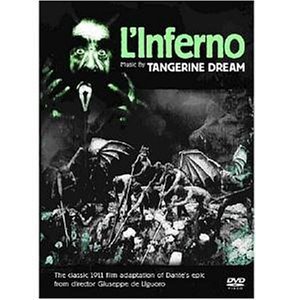 L'Inferno
Music By TANGERINE DREAM
The classic 1911 film adaptation of Dante's epic
from director Giuseppe de Liguoro
DVD